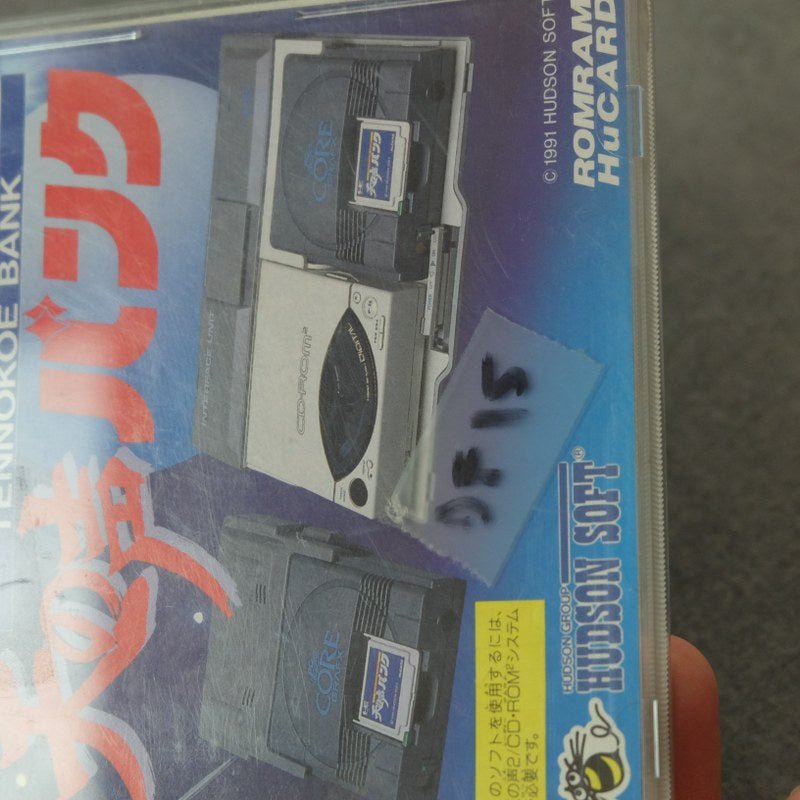 TENNOKOE BANK
天の声バンク
© 1991 HUDSON SOFT
ROMRAM
HuCARD
CORE
INTERFACE UNIT
CD-ROM²
DF15
CORE
のソフトを使用するには、
の声2/CD・ROM²システム
必要です。
HUDSON GROUP
HUDSON SOFT®